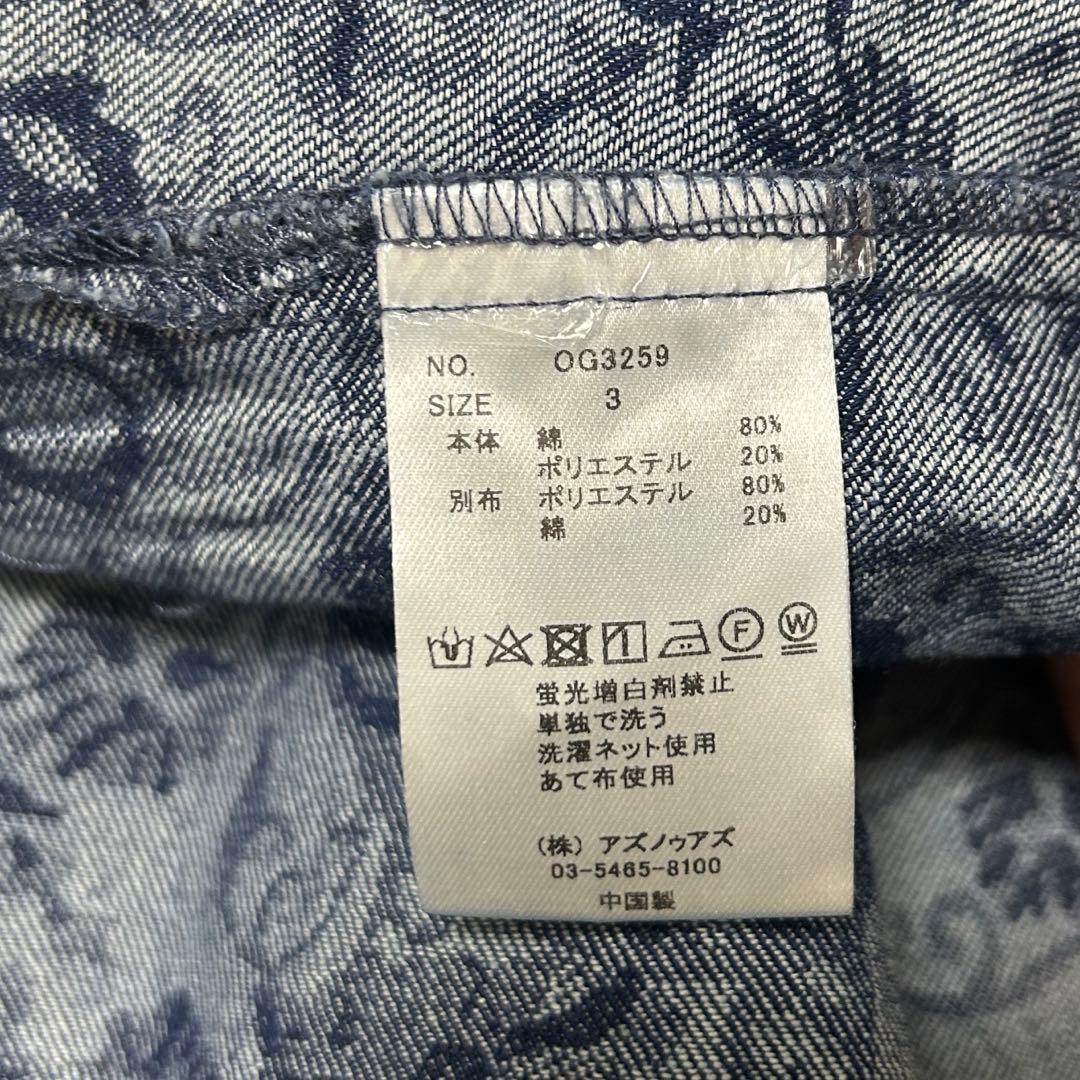 NO. OG3259
SIZE 3
本体 綿 80%
ポリエステル 20%
別布 ポリエステル 80%
綿 20%
F W
蛍光増白剤禁止
単独で洗う
洗濯ネット使用
あて布使用
(株) アズノゥアズ
03-5465-8100
中国製